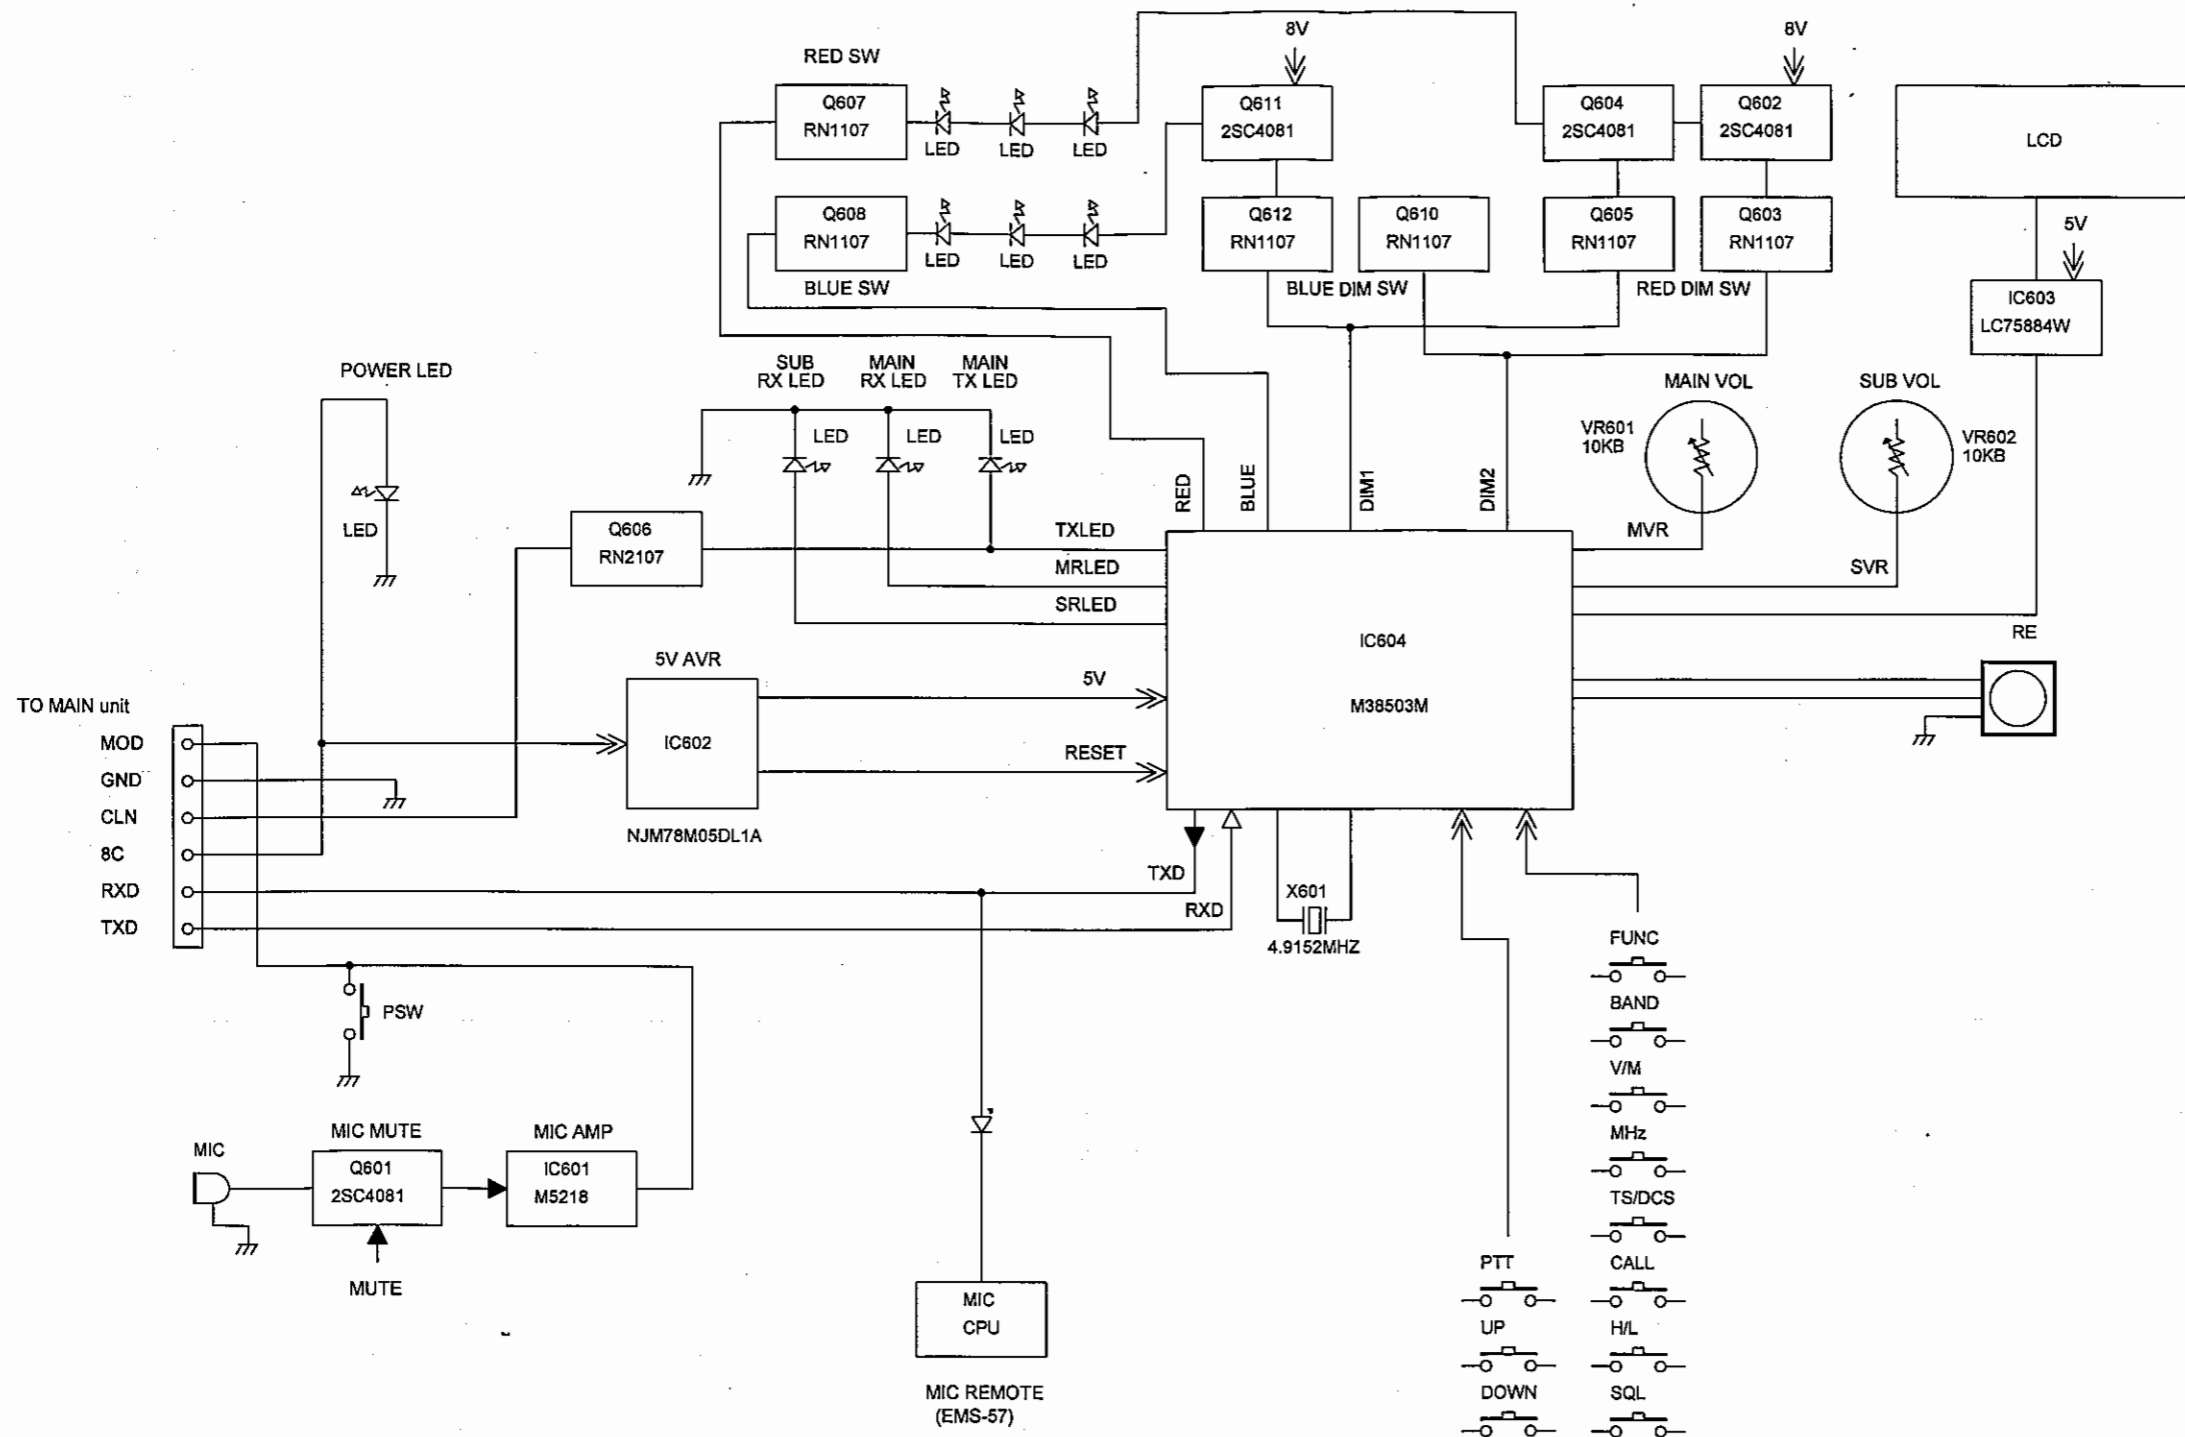 RED SW
8V
8V
Q607
RN1107
LED
LED
LED
Q611
2SC4081
Q604
2SC4081
Q602
2SC4081
LCD
Q608
RN1107
LED
LED
LED
BLUE SW
Q612
RN1107
Q610
RN1107
Q605
RN1107
Q603
RN1107
BLUE DIM SW
RED DIM SW
5V
IC603
LC75884W
POWER LED
LED
SUB
RX LED
MAIN
RX LED
MAIN
TX LED
LED
LED
LED
RED
BLUE
DIM1
DIM2
MAIN VOL
VR601
10KB
SUB VOL
VR602
10KB
Q606
RN2107
TXLED
MRLED
SRLED
MVR
SVR
RE
5V AVR
IC602
NJM78M05DL1A
5V
RESET
IC604
M38503M
TO MAIN unit
MOD
GND
CLN
8C
RXD
TXD
TXD
RXD
X601
4.9152MHZ
PSW
MIC
MIC MUTE
Q601
2SC4081
MUTE
MIC AMP
IC601
M5218
MIC
CPU
MIC REMOTE
(EMS-57)
PTT
UP
DOWN
FUNC
BAND
V/M
MHz
TS/DCS
CALL
H/L
SQL